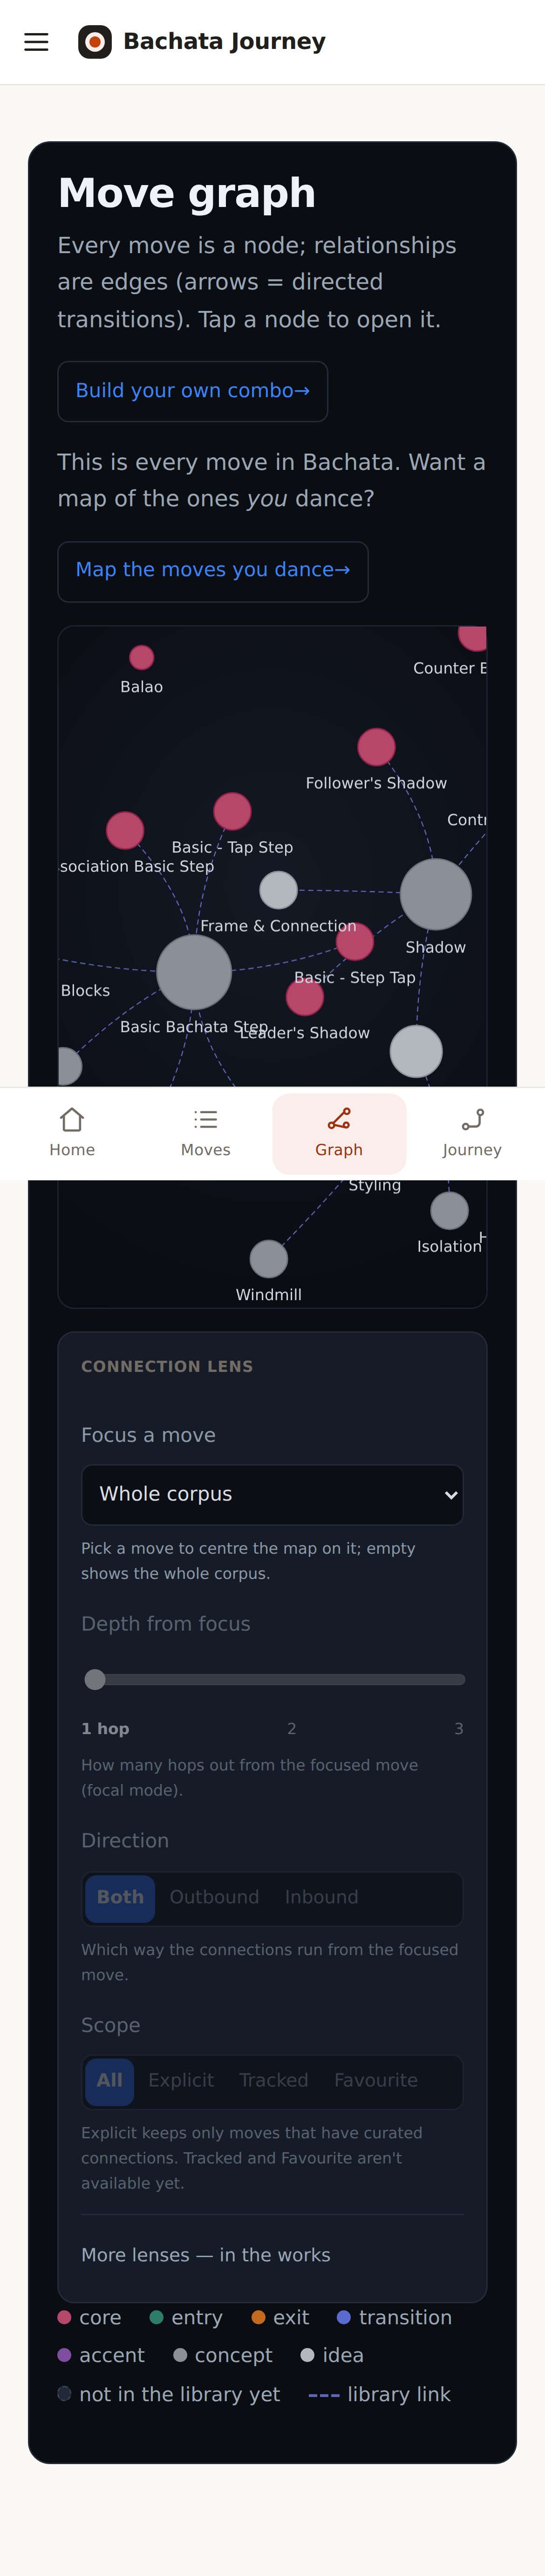 Bachata Journey
Move graph
Every move is a node; relationships
are edges (arrows = directed
transitions). Tap a node to open it.
Build your own combo→
This is every move in Bachata. Want a
map of the ones you dance?
Map the moves you dance→
Balao
Counter B
Follower's Shadow
Contr
Basic - Tap Step
sociation Basic Step
Frame & Connection
Shadow
Basic - Step Tap
Blocks
Basic Bachata Step
Leader's Shadow
Home
Moves
Graph
Journey
Styling
H
Isolation
Windmill
CONNECTION LENS
Focus a move
Whole corpus
Pick a move to centre the map on it; empty
shows the whole corpus.
Depth from focus
1 hop 2 3
How many hops out from the focused move
(focal mode).
Direction
Both Outbound Inbound
Which way the connections run from the focused
move.
Scope
All Explicit Tracked Favourite
Explicit keeps only moves that have curated
connections. Tracked and Favourite aren't
available yet.
More lenses — in the works
core entry exit transition
accent concept idea
not in the library yet library link